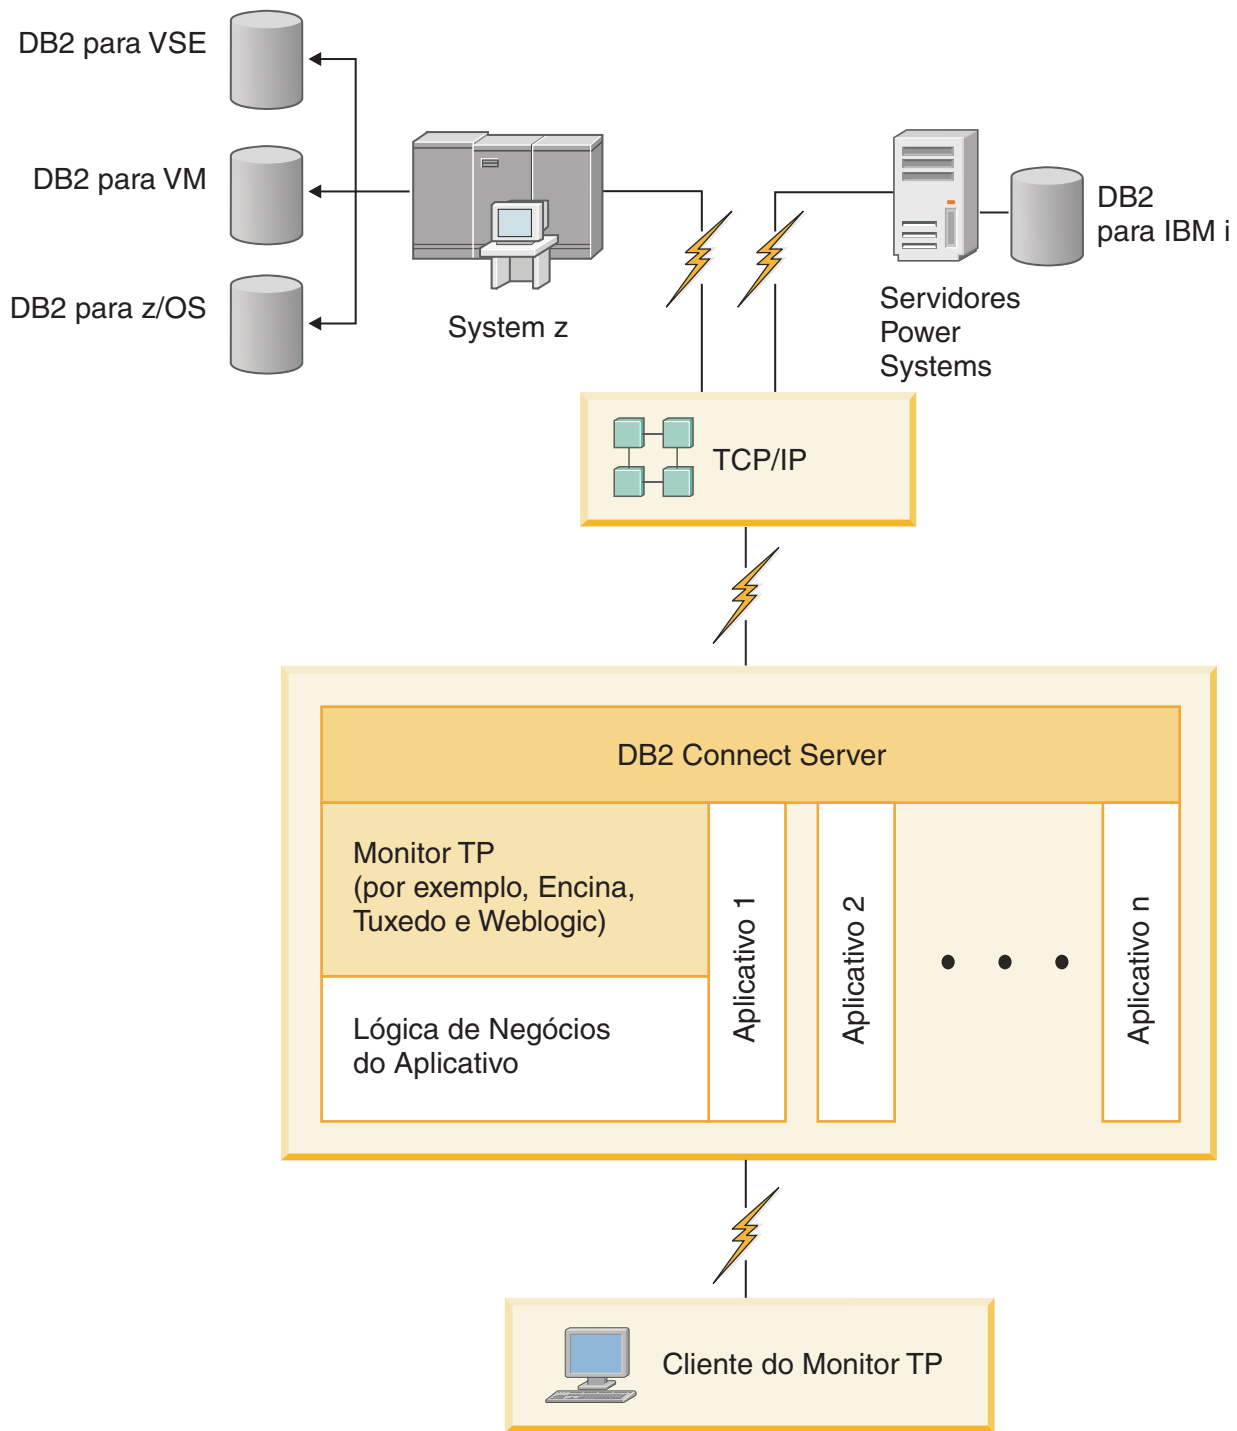 DB2 para VSE
DB2 para VM
DB2 para z/OS
System z
DB2
para IBM i
Servidores
Power
Systems
TCP/IP
DB2 Connect Server
Monitor TP
(por exemplo, Encina,
Tuxedo e Weblogic)
Lógica de Negócios
do Aplicativo
Aplicativo 1
Aplicativo 2
Aplicativo n
Cliente do Monitor TP